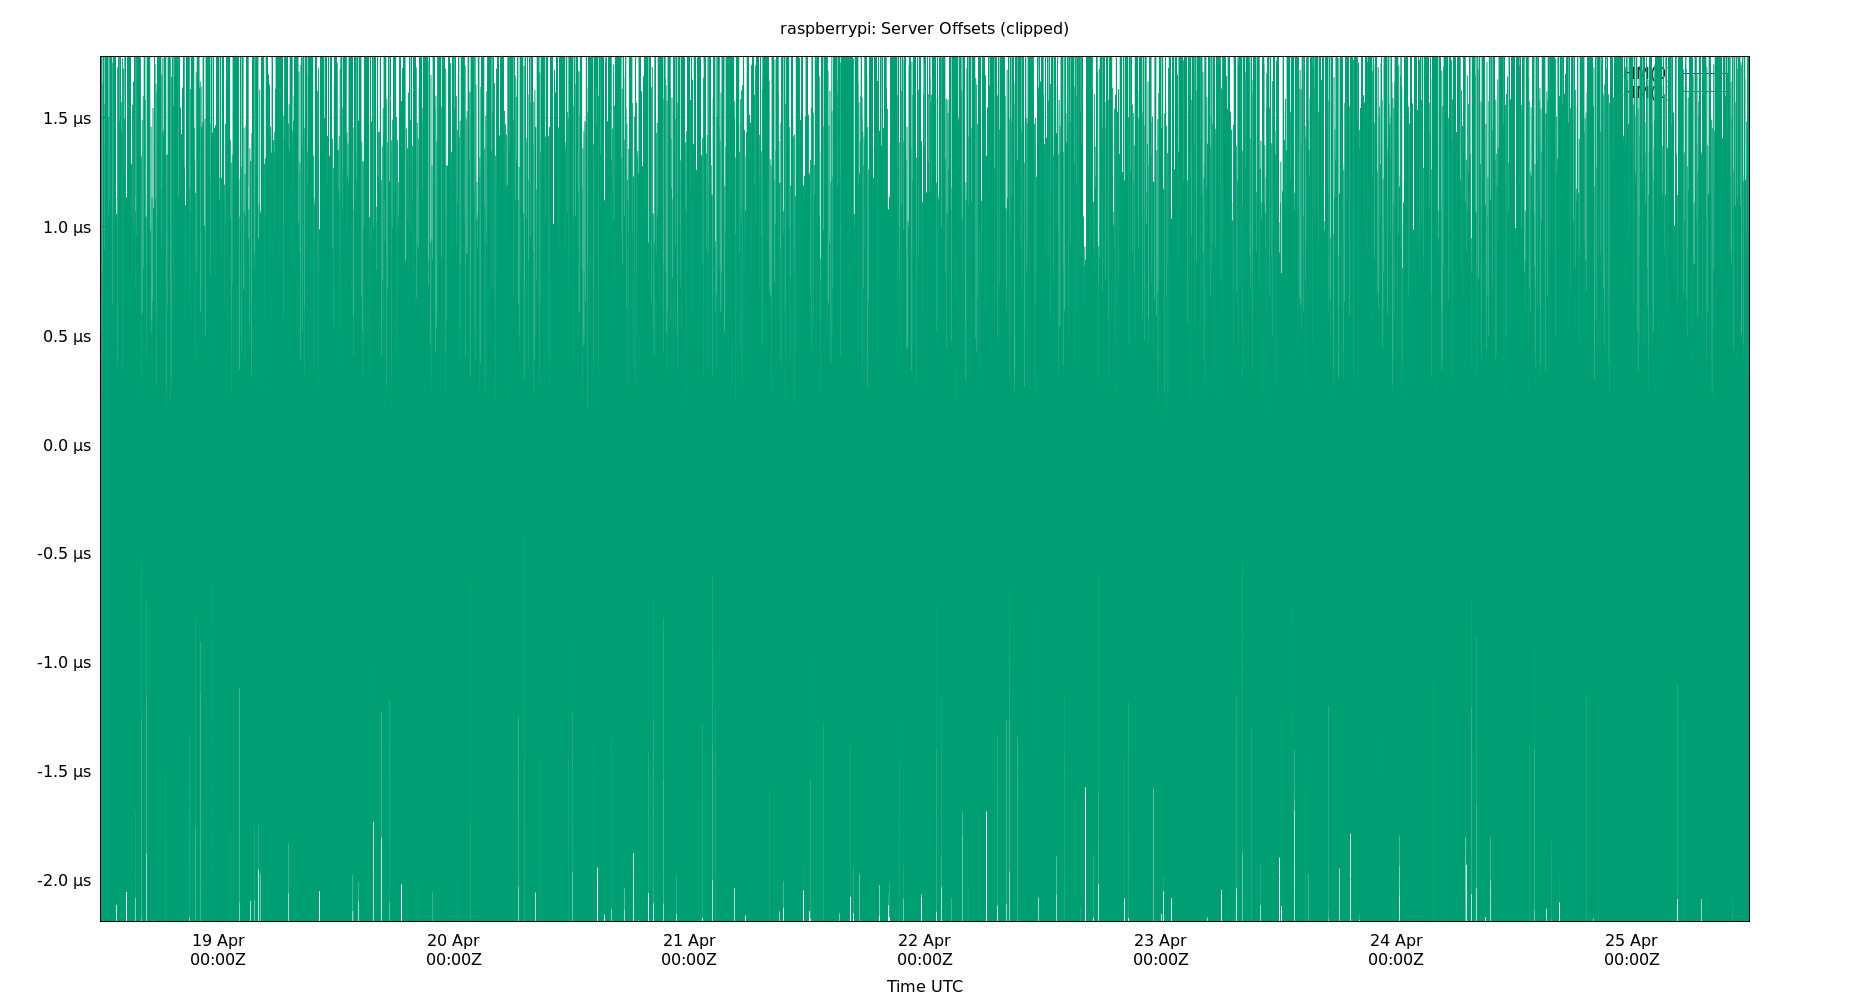 raspberrypi: Server Offsets (clipped)
1.5 µs
1.0 µs
0.5 µs
0.0 µs
-0.5 µs
-1.0 µs
-1.5 µs
-2.0 µs
19 Apr 20 Apr 21 Apr 22 Apr 23 Apr 24 Apr 25 Apr
00:00Z 00:00Z 00:00Z 00:00Z 00:00Z 00:00Z 00:00Z
Time UTC